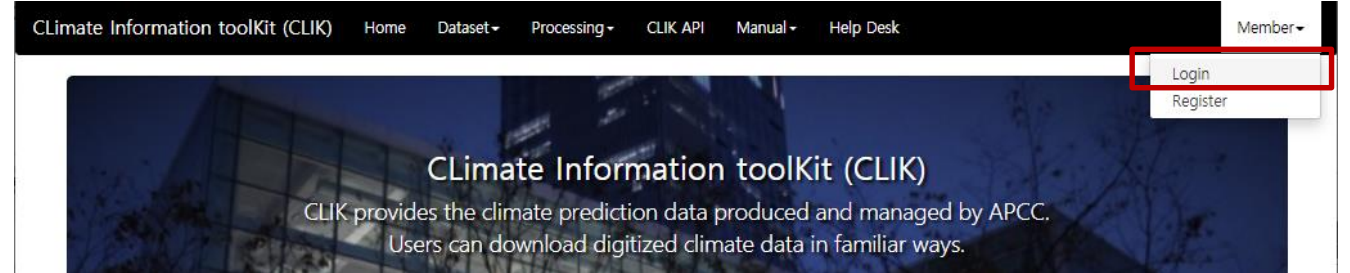 CLimate Information toolKit (CLIK) Home Dataset Processing CLIK API Manual Help Desk Member
Login
Register
CLimate Information toolKit (CLIK)
CLIK provides the climate prediction data produced and managed by APCC.
Users can download digitized climate data in familiar ways.